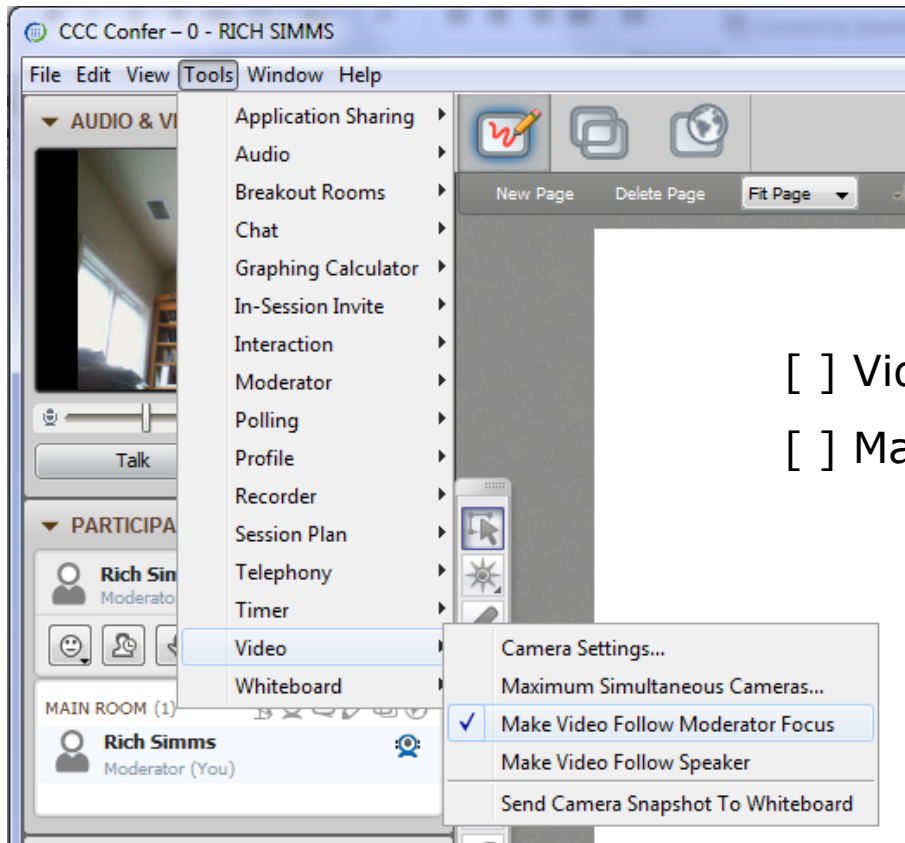 CCC Confer – 0 - RICH SIMMS
File Edit View Tools Window Help
AUDIO & VI
Application Sharing
Audio
Breakout Rooms
Chat
Graphing Calculator
In-Session Invite
Interaction
Moderator
Polling
Profile
Recorder
Session Plan
Telephony
Timer
Video
Whiteboard
New Page Delete Page Fit Page
[ ] Vid
[ ] Ma
Talk
PARTICIPA
Rich Sim
Moderato
MAIN ROOM (1)
Rich Simms
Moderator (You)
Camera Settings...
Maximum Simultaneous Cameras...
✓ Make Video Follow Moderator Focus
Make Video Follow Speaker
Send Camera Snapshot To Whiteboard